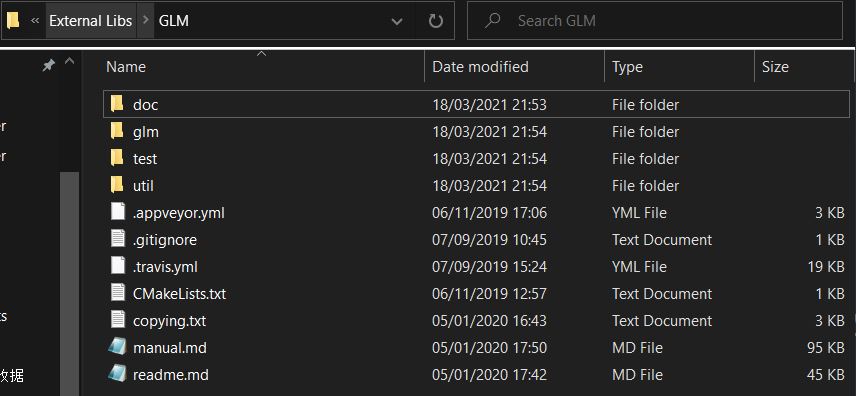 « External Libs > GLM Search GLM
Name Date modified Type Size
doc 18/03/2021 21:53 File folder
glm 18/03/2021 21:54 File folder
er
test 18/03/2021 21:54 File folder
er
util 18/03/2021 21:54 File folder
.appveyor.yml 06/11/2019 17:06 YML File 3 KB
.gitignore 07/09/2019 10:45 Text Document 1 KB
.travis.yml 07/09/2019 15:24 YML File 19 KB
CMakeLists.txt 06/11/2019 12:57 Text Document 1 KB
ts
copying.txt 05/01/2020 16:43 Text Document 3 KB
manual.md 05/01/2020 17:50 MD File 95 KB
数据
readme.md 05/01/2020 17:42 MD File 45 KB